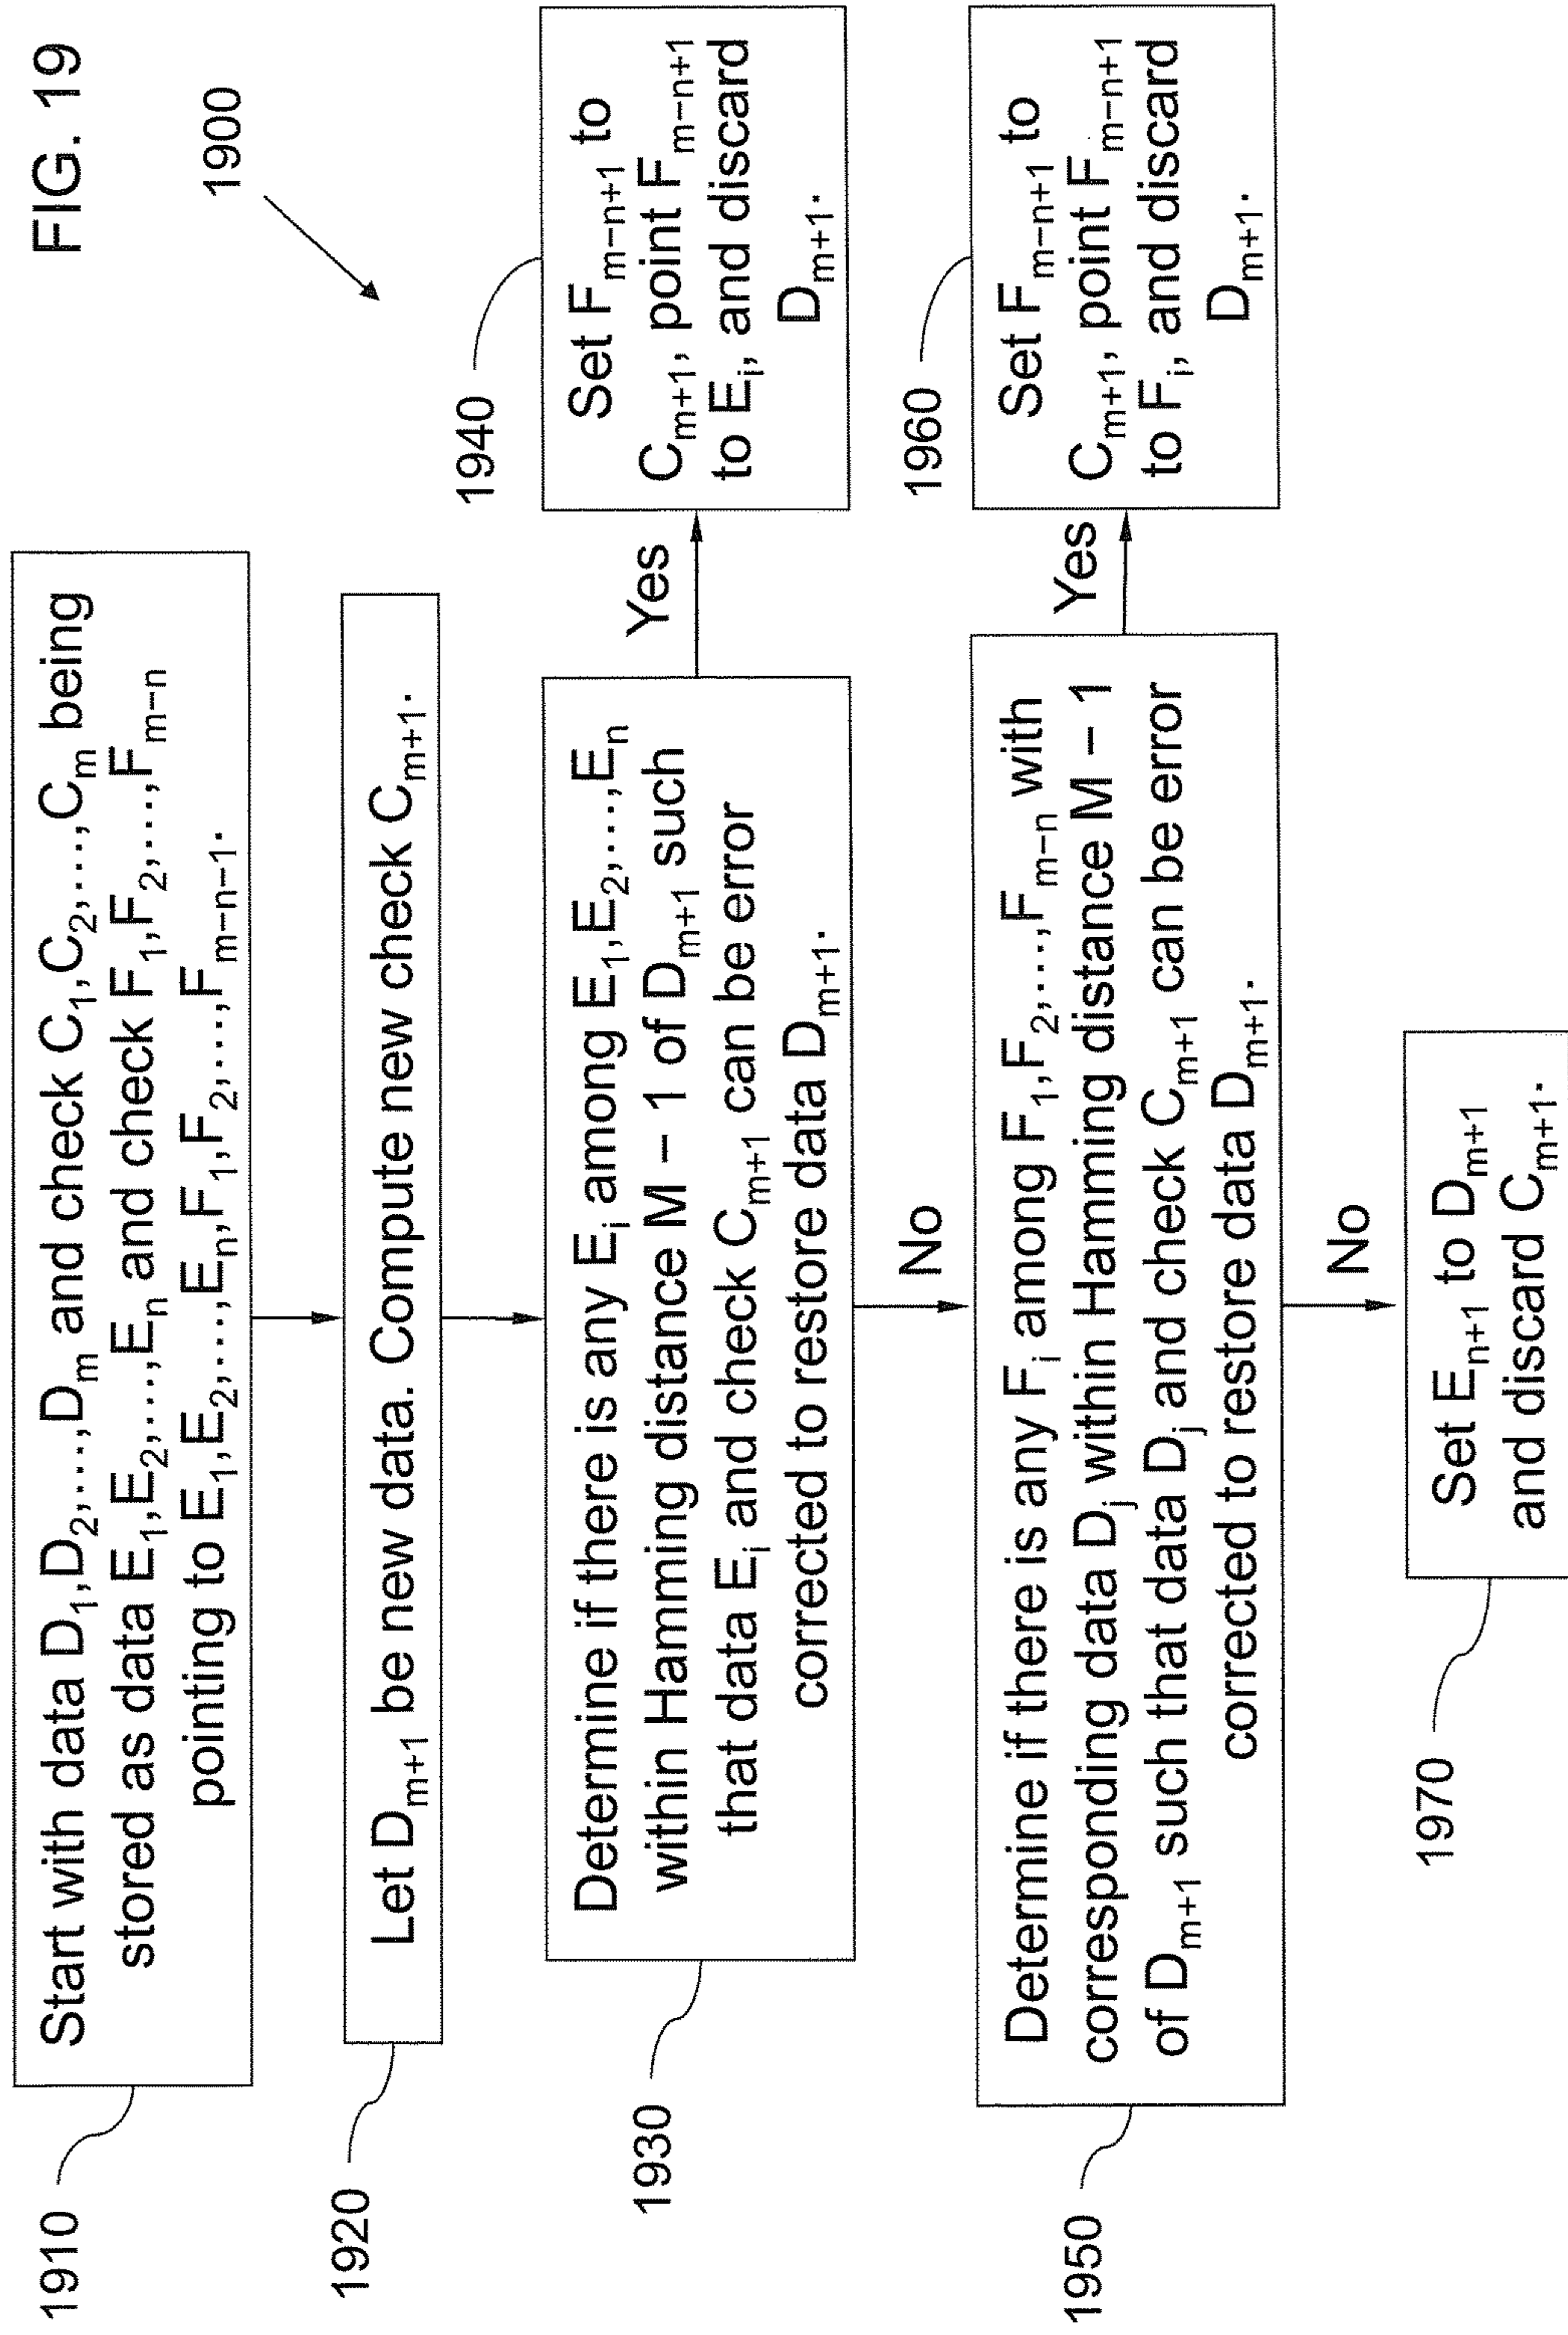 FIG. 19
1900
1910
Start with data D₁,D₂,...,Dₘ and check C₁,C₂,...,Cₘ being
stored as data E₁,E₂,...,Eₙ and check F₁,F₂,...,Fₘ₋ₙ
pointing to E₁,E₂,...,Eₙ,F₁,F₂,...,Fₘ₋ₙ₋₁.
1920
Let Dₘ₊₁ be new data. Compute new check Cₘ₊₁.
1930
Determine if there is any Eᵢ among E₁,E₂,...,Eₙ
within Hamming distance M – 1 of Dₘ₊₁ such
that data Eᵢ and check Cₘ₊₁ can be error
corrected to restore data Dₘ₊₁.
Yes
1940
Set Fₘ₋ₙ₊₁ to
Cₘ₊₁, point Fₘ₋ₙ₊₁
to Eᵢ, and discard
Dₘ₊₁.
No
1950
Determine if there is any Fᵢ among F₁,F₂,...,Fₘ₋ₙ with
corresponding data Dⱼ within Hamming distance M – 1
of Dₘ₊₁ such that data Dⱼ and check Cₘ₊₁ can be error
corrected to restore data Dₘ₊₁.
Yes
1960
Set Fₘ₋ₙ₊₁ to
Cₘ₊₁, point Fₘ₋ₙ₊₁
to Fᵢ, and discard
Dₘ₊₁.
No
1970
Set Eₙ₊₁ to Dₘ₊₁
and discard Cₘ₊₁.